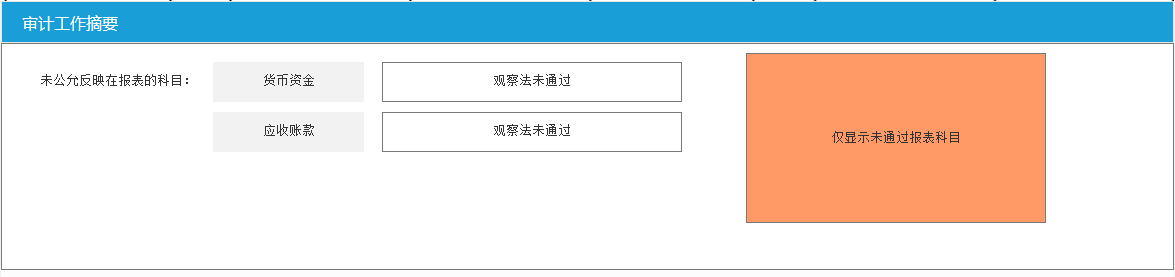 审计工作摘要
未公允反映在报表的科目： 货币资金 观察法未通过
应收账款 观察法未通过
仅显示未通过报表科目